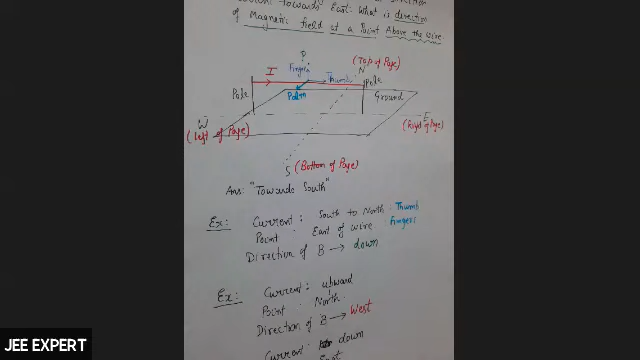 current towards East: What is direction
of Magnetic field at a Point Above the wire.
P
(Top of Page)
N
Fingers
Thumb
I
Pole
Pole
Palm
Ground
W
(Left of Page)
E
(Right of Page)
S (Bottom of Page)
Ans: "Towards South"
Ex: Current: South to North Thumb
Point: East of wire Fingers
Direction of B → down
Ex: Current: upward
Point: North
Direction of B → West
Current: down
East
JEE EXPERT